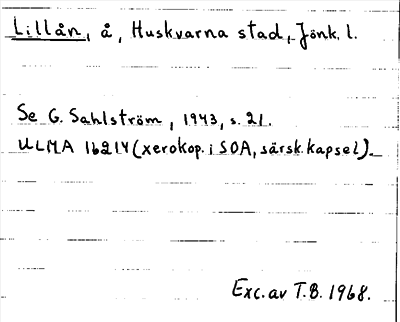 Lillån, å, Huskvarna stad, Jönk. l.
Se G. Sahlström, 1943, s. 21.
ULMA 16214 (xerokop. i SOA, särsk. kapsel).
Exc. av T.B. 1968.